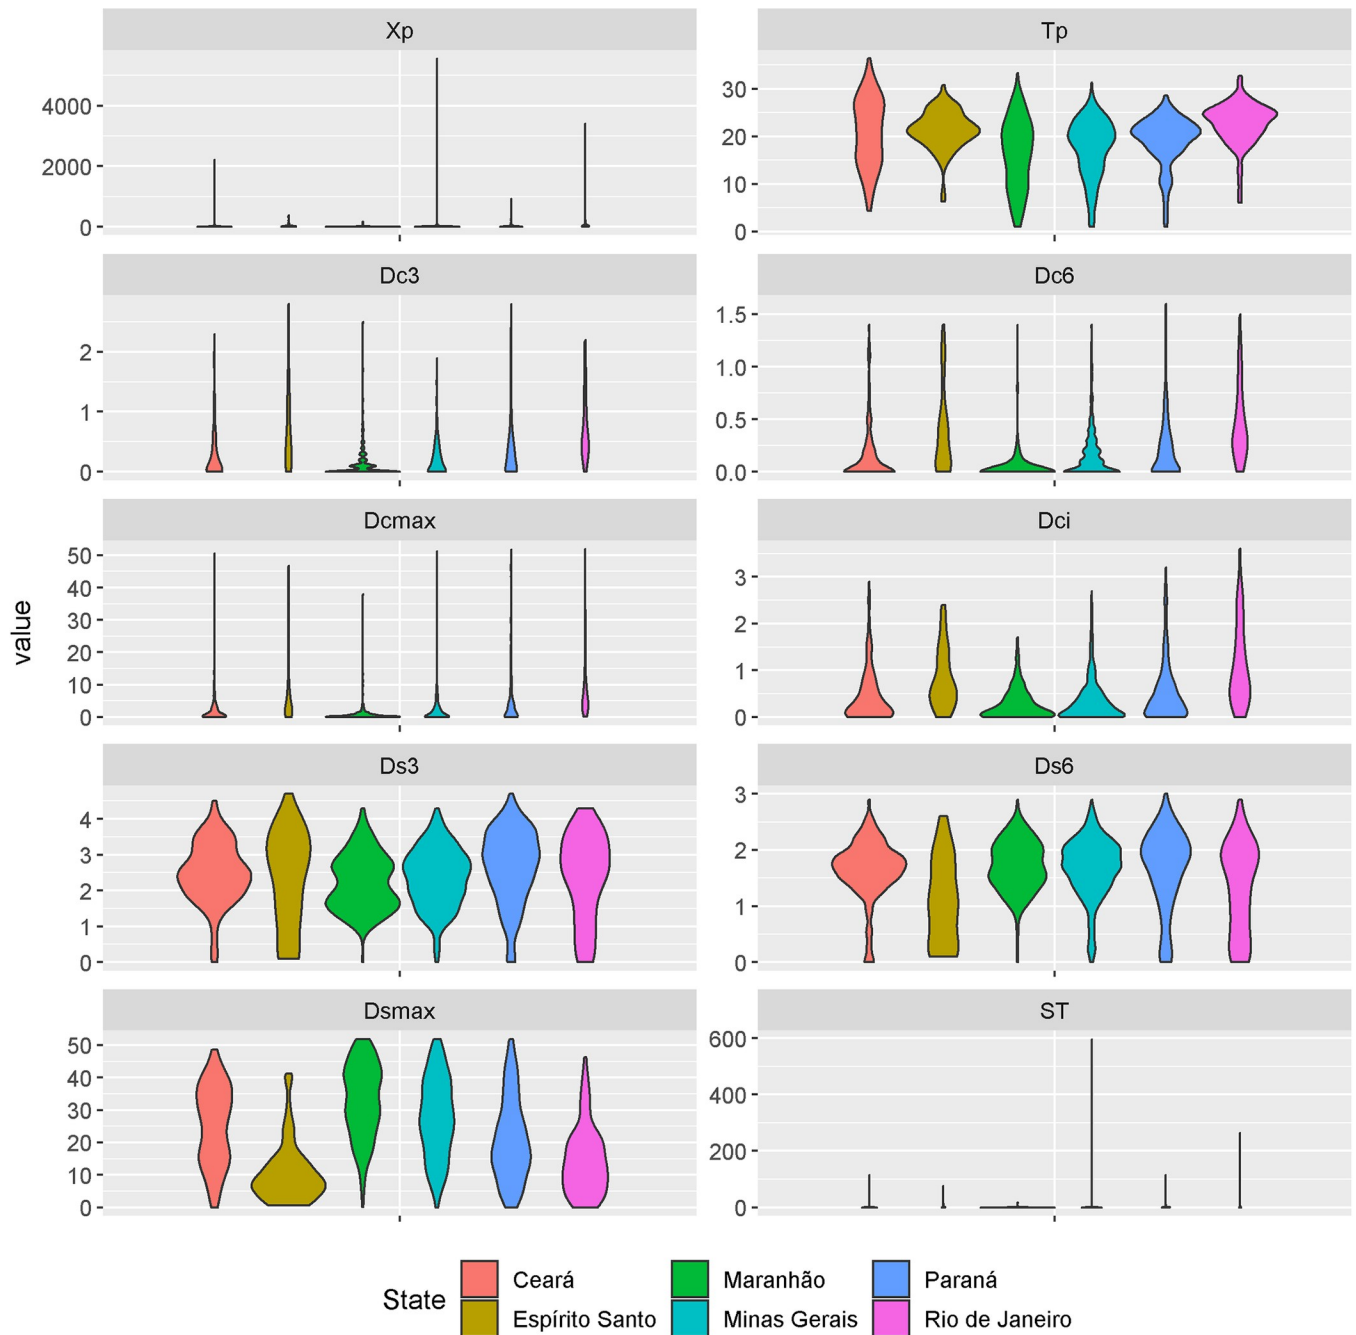 Xp
Tp
4000
2000
0
30
20
10
0
Dc3
Dc6
2
1
0
1.5
1.0
0.5
0.0
Dcmax
Dci
50
40
30
20
10
0
3
2
1
0
value
Ds3
Ds6
4
3
2
1
0
3
2
1
0
Dsmax
ST
50
40
30
20
10
0
600
400
200
0
State
Ceará
Maranhão
Paraná
Espírito Santo
Minas Gerais
Rio de Janeiro